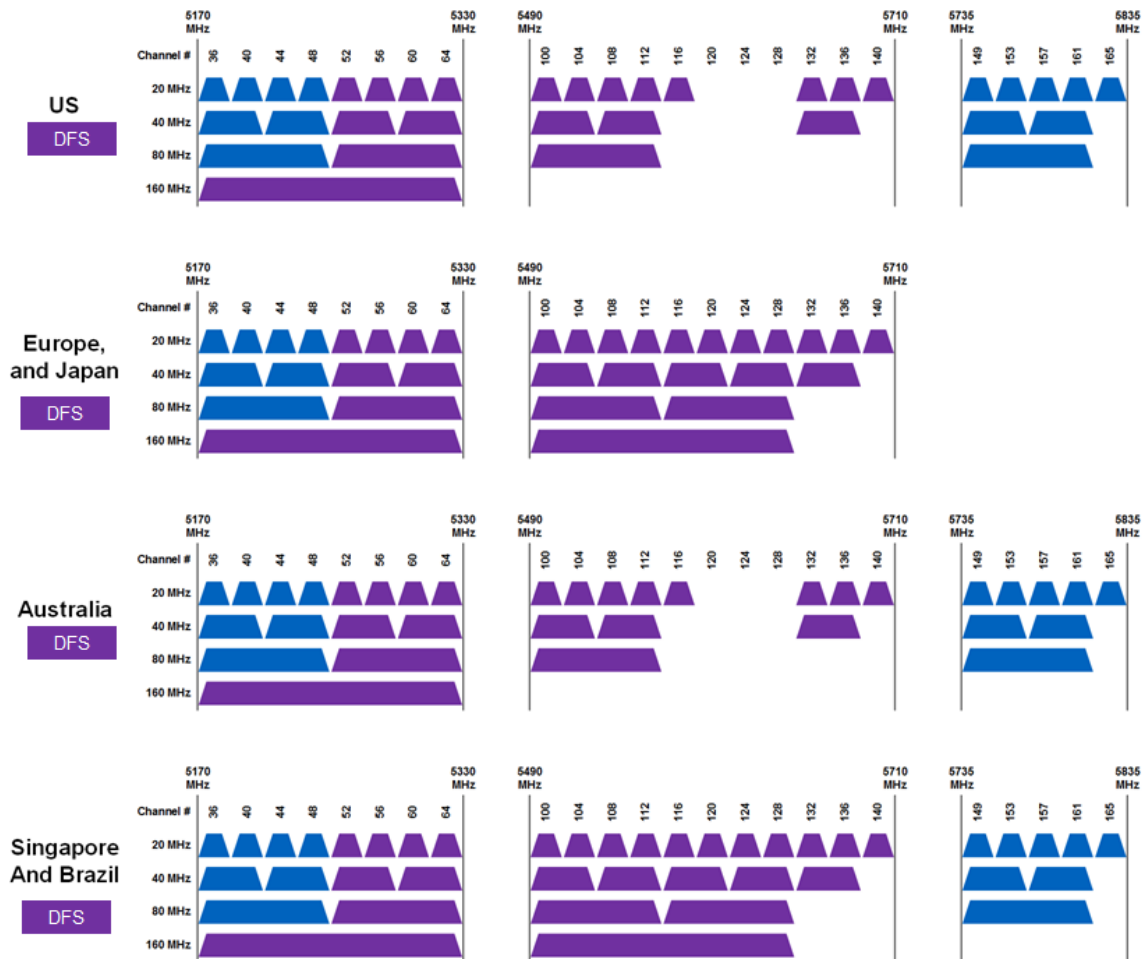 5170 5330 5490 5710 5735 5835
MHz MHz MHz MHz MHz MHz
Channel # 36 40 44 48 52 56 60 64 100 104 108 112 116 120 124 128 132 136 140 149 153 157 161 165
20 MHz
US
40 MHz
DFS
80 MHz
160 MHz
5170 5330 5490 5710
MHz MHz MHz MHz
Channel # 36 40 44 48 52 56 60 64 100 104 108 112 116 120 124 128 132 136 140
20 MHz
Europe,
and Japan
40 MHz
DFS
80 MHz
160 MHz
5170 5330 5490 5710 5735 5835
MHz MHz MHz MHz MHz MHz
Channel # 36 40 44 48 52 56 60 64 100 104 108 112 116 120 124 128 132 136 140 149 153 157 161 165
20 MHz
Australia
40 MHz
DFS
80 MHz
160 MHz
5170 5330 5490 5710 5735 5835
MHz MHz MHz MHz MHz MHz
Channel # 36 40 44 48 52 56 60 64 100 104 108 112 116 120 124 128 132 136 140 149 153 157 161 165
20 MHz
Singapore
And Brazil
40 MHz
DFS
80 MHz
160 MHz